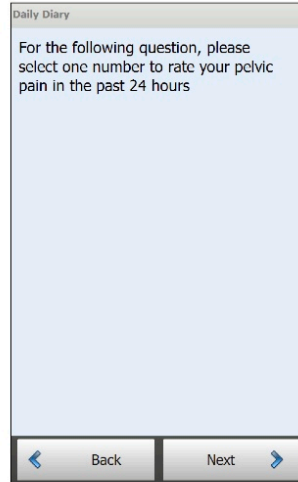 Daily Diary
For the following question, please
select one number to rate your pelvic
pain in the past 24 hours
Back
Next